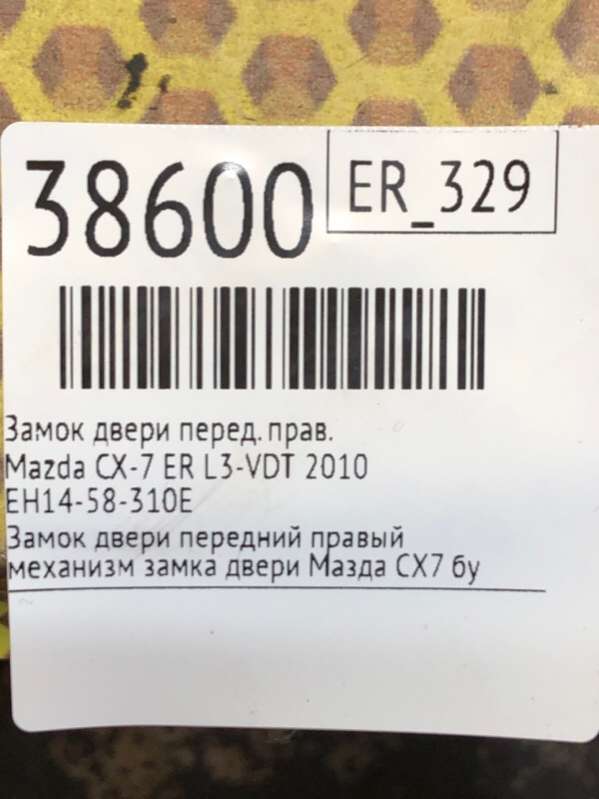 38600
ER_329
Замок двери перед. прав.
Mazda CX-7 ER L3-VDT 2010
EH14-58-310E
Замок двери передний правый
механизм замка двери Мазда СХ7 бу